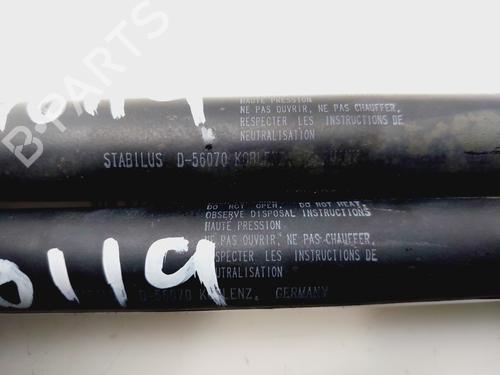 B-PARTS
HAUTE PRESSION
NE PAS OUVRIR, NE PAS CHAUFFER,
RESPECTER LES INSTRUCTIONS DE
NEUTRALISATION
STABILUS D-56070 KOBLENZ,
DO NOT OPEN, DO NOT HEAT,
OBSERVE DISPOSAL INSTRUCTIONS
HAUTE PRESSION
NE PAS OUVRIR, NE PAS CHAUFFER,
RESPECTER LES INSTRUCTIONS DE
NEUTRALISATION
D-56070 KOBLENZ, GERMANY
0119